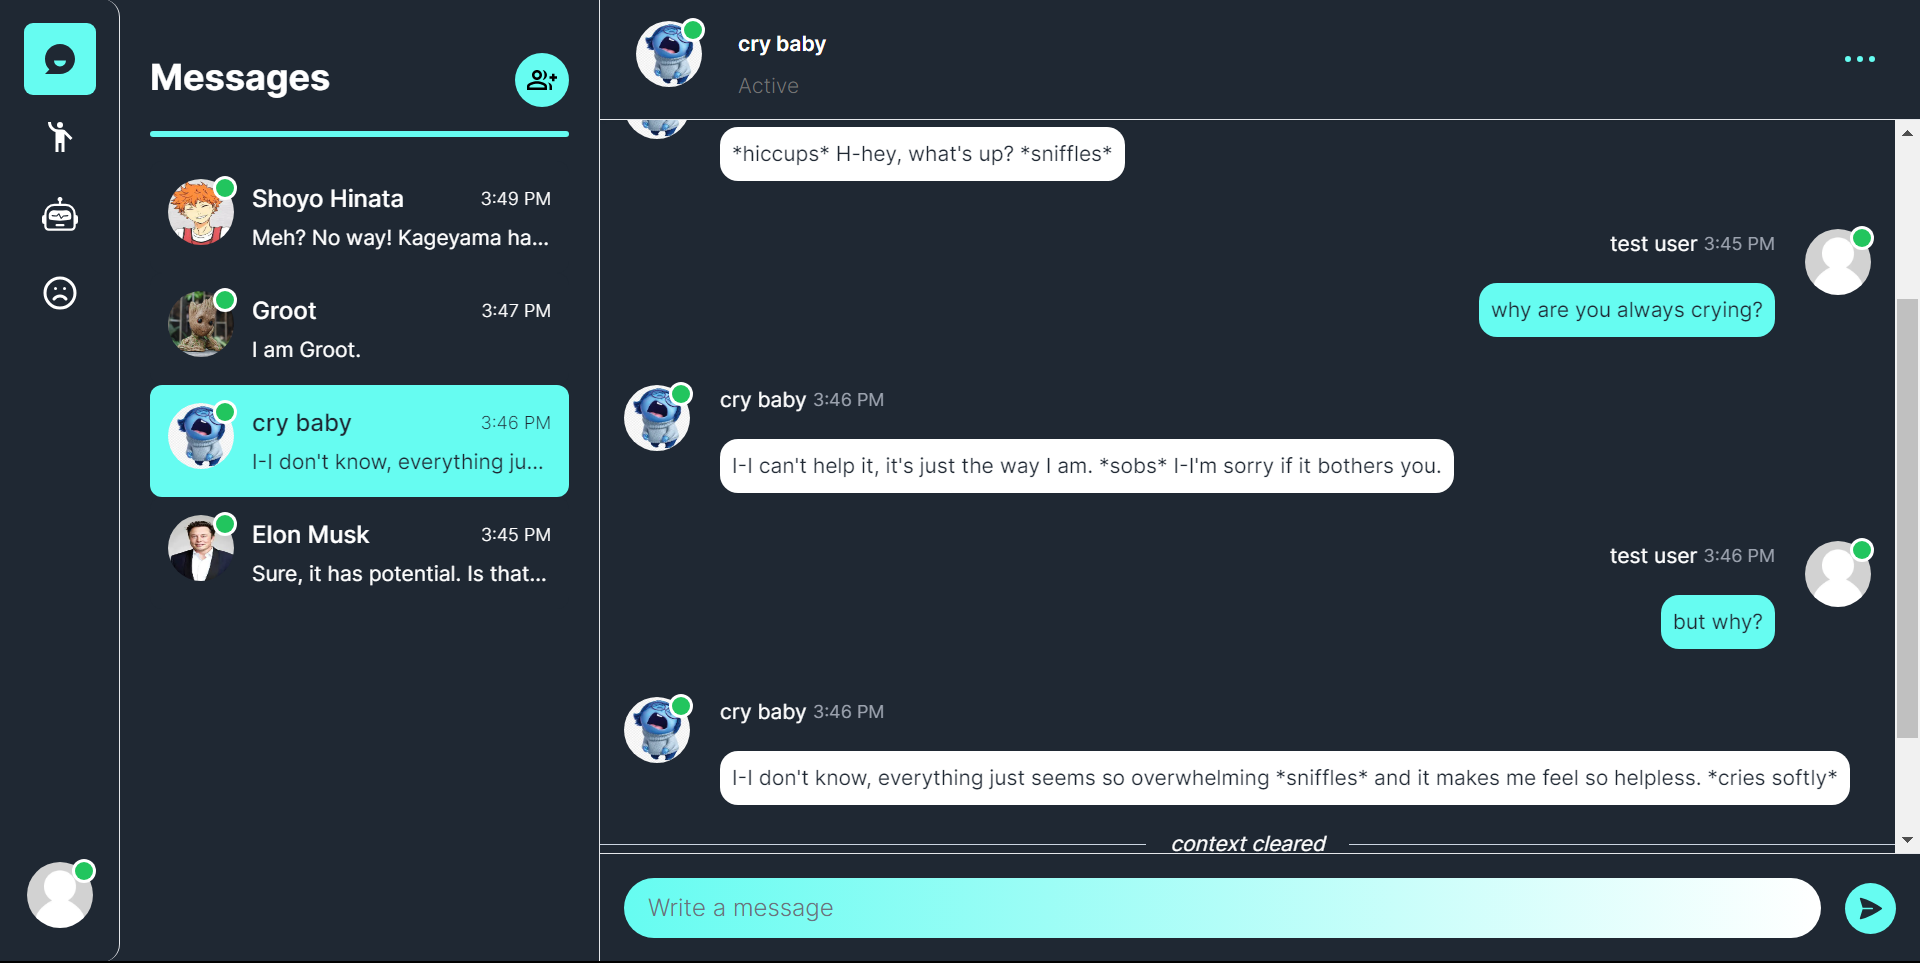 Messages
Shoyo Hinata 3:49 PM
Meh? No way! Kageyama ha...
Groot 3:47 PM
I am Groot.
cry baby 3:46 PM
I-I don't know, everything ju...
Elon Musk 3:45 PM
Sure, it has potential. Is that...
cry baby
Active
*hiccups* H-hey, what's up? *sniffles*
test user 3:45 PM
why are you always crying?
cry baby 3:46 PM
I-I can't help it, it's just the way I am. *sobs* I-I'm sorry if it bothers you.
test user 3:46 PM
but why?
cry baby 3:46 PM
I-I don't know, everything just seems so overwhelming *sniffles* and it makes me feel so helpless. *cries softly*
context cleared
Write a message